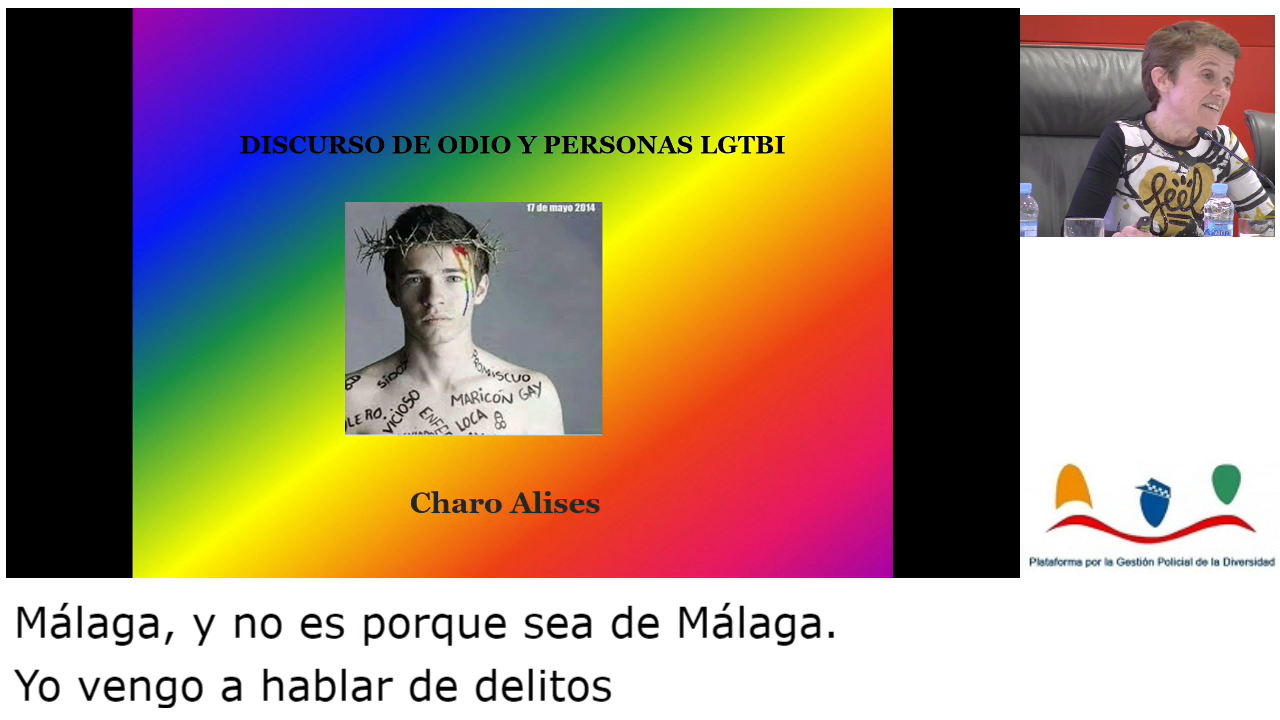 DISCURSO DE ODIO Y PERSONAS LGTBI
17 de mayo 2014
SIDOSO
PROMISCUO
VICIOSO
MARICÓN GAY
LOCA
Charo Alises
feel
Plataforma por la Gestión Policial de la Diversidad
Málaga, y no es porque sea de Málaga.
Yo vengo a hablar de delitos